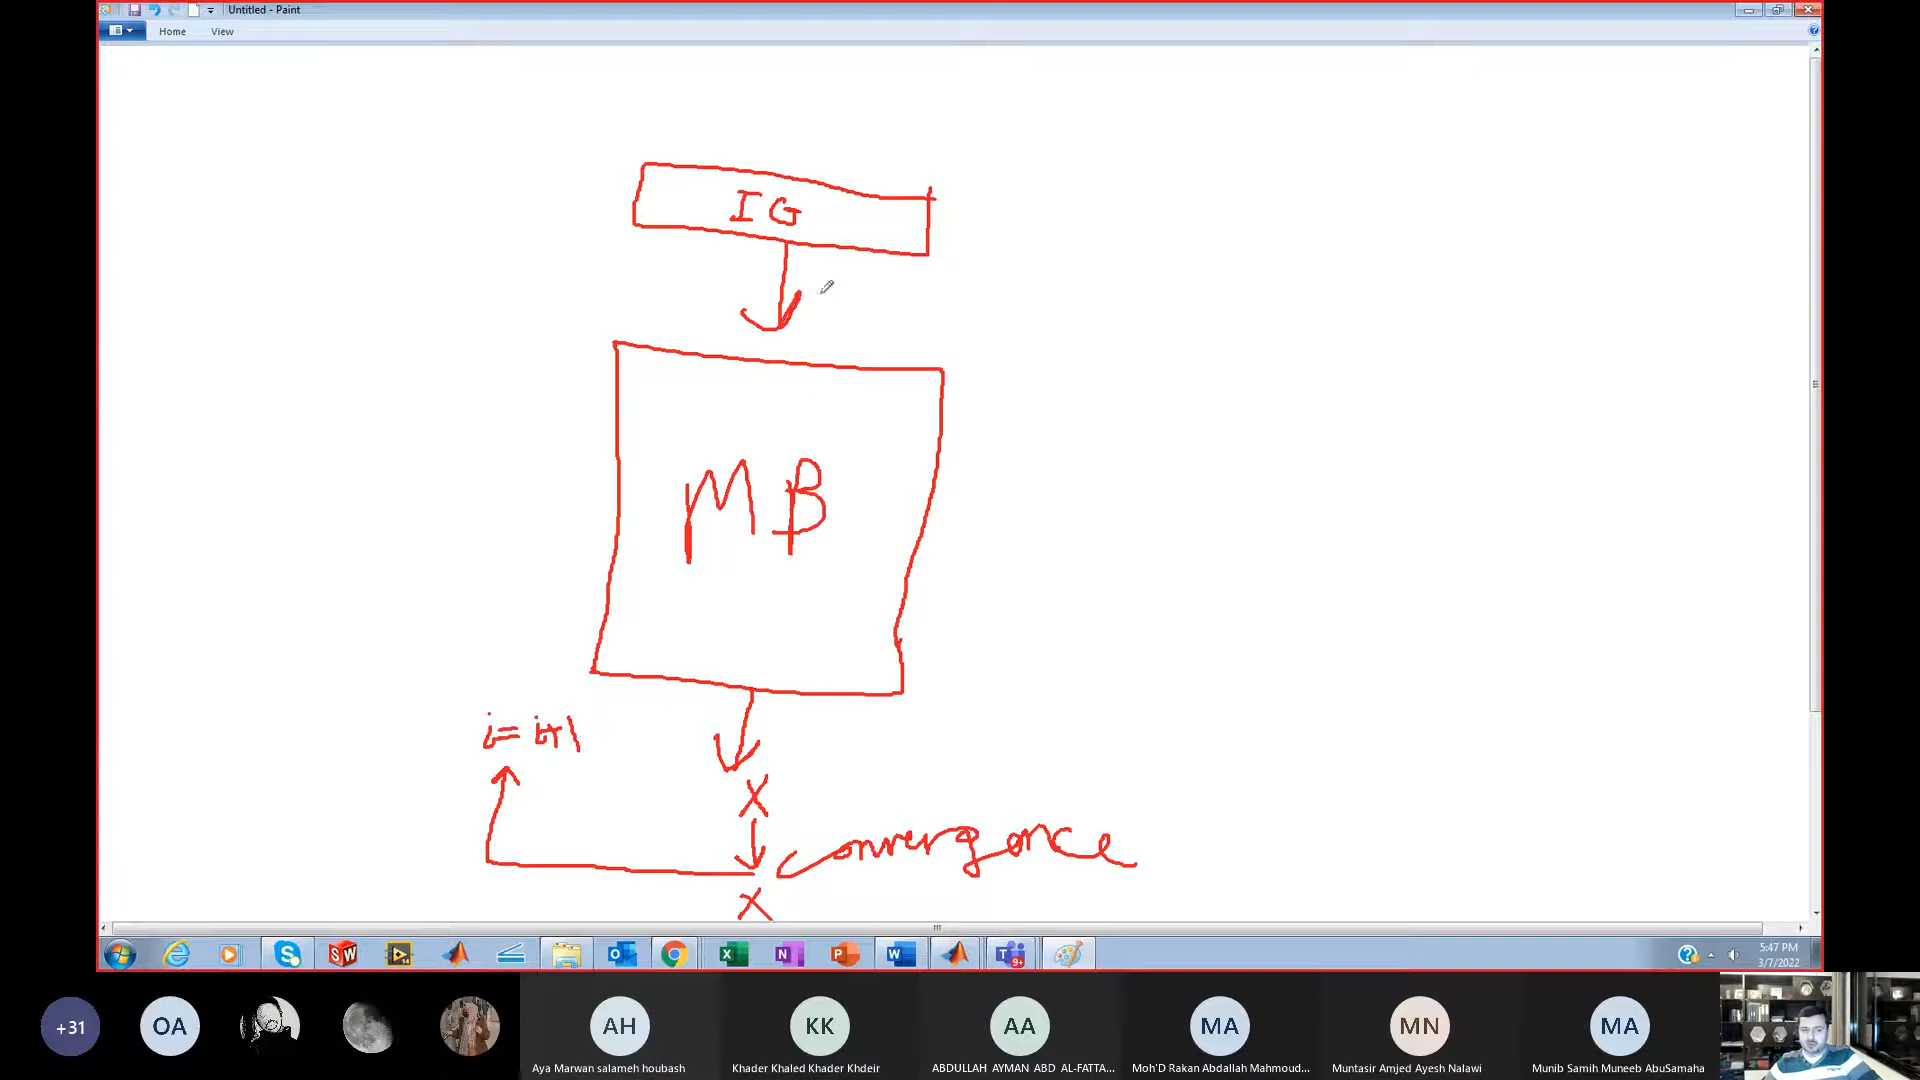 Untitled - Paint
Home View
IG
MB
i= i+1
X
Convergence
X
5:47 PM
3/7/2022
9+
+31
OA
AH
KK
AA
MA
MN
MA
Aya Marwan salameh houbash
Khader Khaled Khader Khdeir
ABDULLAH AYMAN ABD AL-FATTA...
Moh'D Rakan Abdallah Mahmoud...
Muntasir Amjed Ayesh Nalawi
Munib Samih Muneeb AbuSamaha